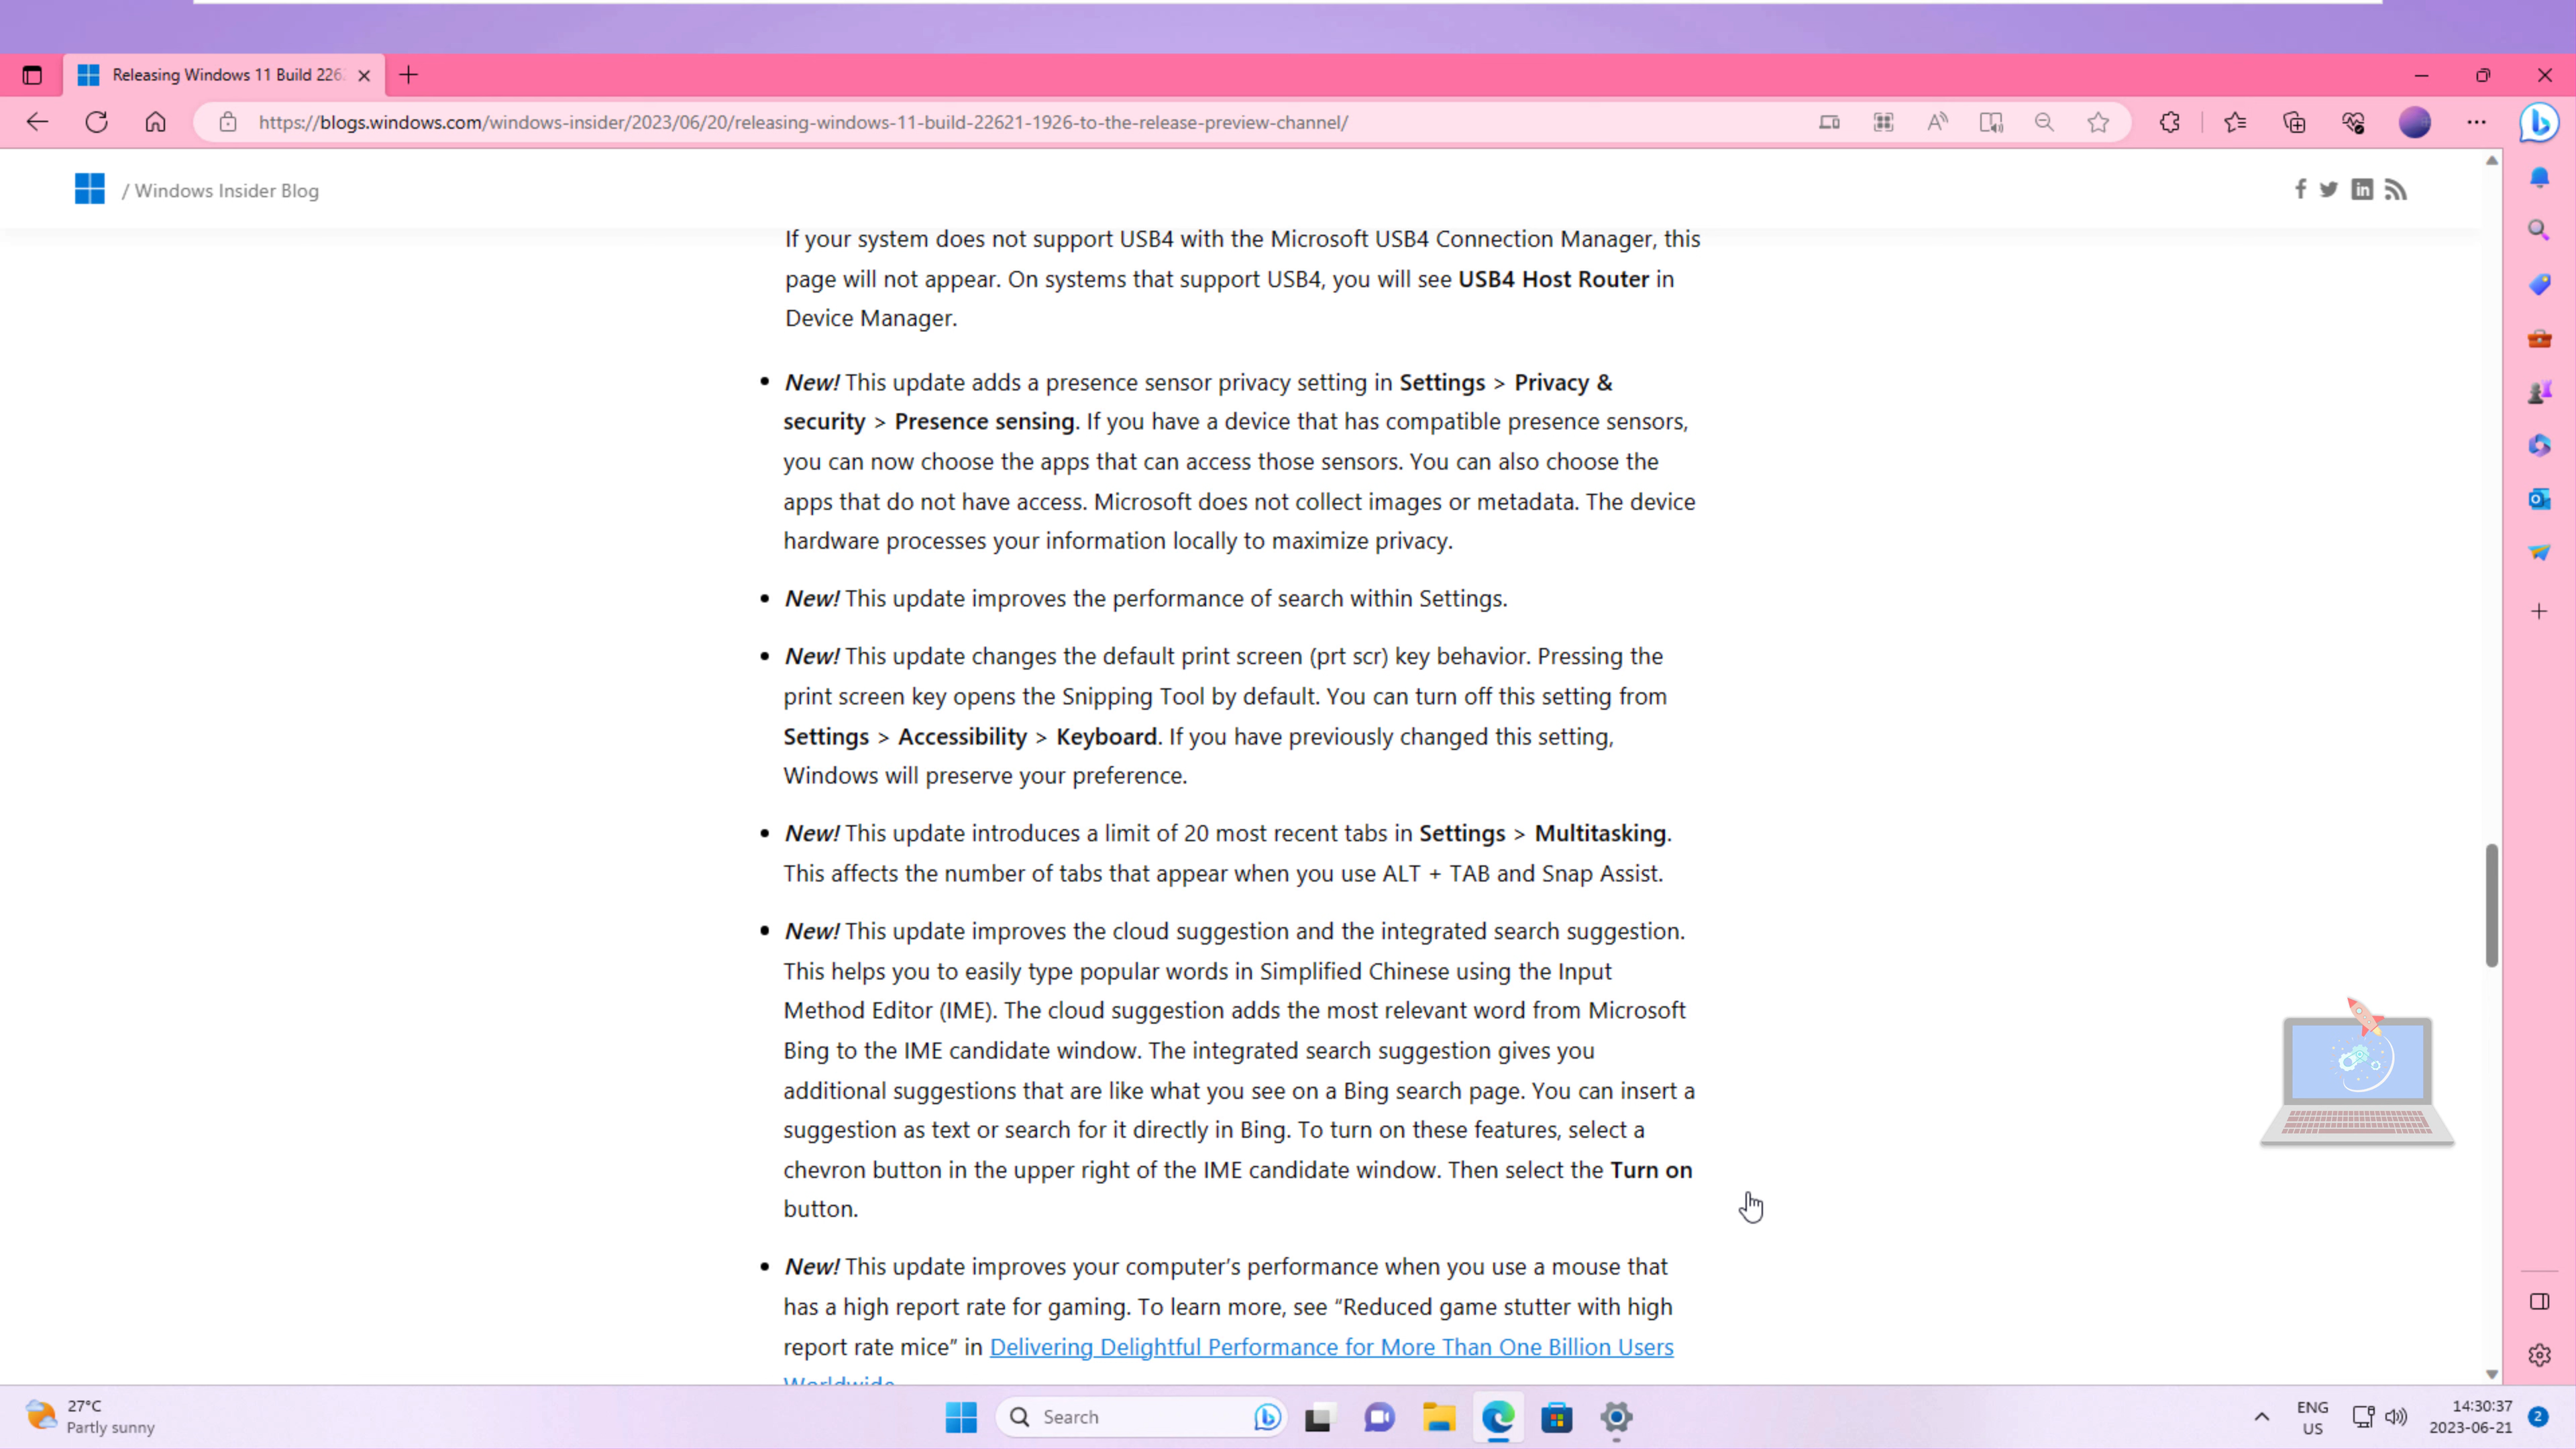 Releasing Windows 11 Build 226
https://blogs.windows.com/windows-insider/2023/06/20/releasing-windows-11-build-22621-1926-to-the-release-preview-channel/
/ Windows Insider Blog
If your system does not support USB4 with the Microsoft USB4 Connection Manager, this
page will not appear. On systems that support USB4, you will see USB4 Host Router in
Device Manager.
• New! This update adds a presence sensor privacy setting in Settings > Privacy &
security > Presence sensing. If you have a device that has compatible presence sensors,
you can now choose the apps that can access those sensors. You can also choose the
apps that do not have access. Microsoft does not collect images or metadata. The device
hardware processes your information locally to maximize privacy.
• New! This update improves the performance of search within Settings.
• New! This update changes the default print screen (prt scr) key behavior. Pressing the
print screen key opens the Snipping Tool by default. You can turn off this setting from
Settings > Accessibility > Keyboard. If you have previously changed this setting,
Windows will preserve your preference.
• New! This update introduces a limit of 20 most recent tabs in Settings > Multitasking.
This affects the number of tabs that appear when you use ALT + TAB and Snap Assist.
• New! This update improves the cloud suggestion and the integrated search suggestion.
This helps you to easily type popular words in Simplified Chinese using the Input
Method Editor (IME). The cloud suggestion adds the most relevant word from Microsoft
Bing to the IME candidate window. The integrated search suggestion gives you
additional suggestions that are like what you see on a Bing search page. You can insert a
suggestion as text or search for it directly in Bing. To turn on these features, select a
chevron button in the upper right of the IME candidate window. Then select the Turn on
button.
• New! This update improves your computer’s performance when you use a mouse that
has a high report rate for gaming. To learn more, see “Reduced game stutter with high
report rate mice” in Delivering Delightful Performance for More Than One Billion Users
Worldwide.
27°C
Partly sunny
Search
ENG
US
14:30:37
2023-06-21
2